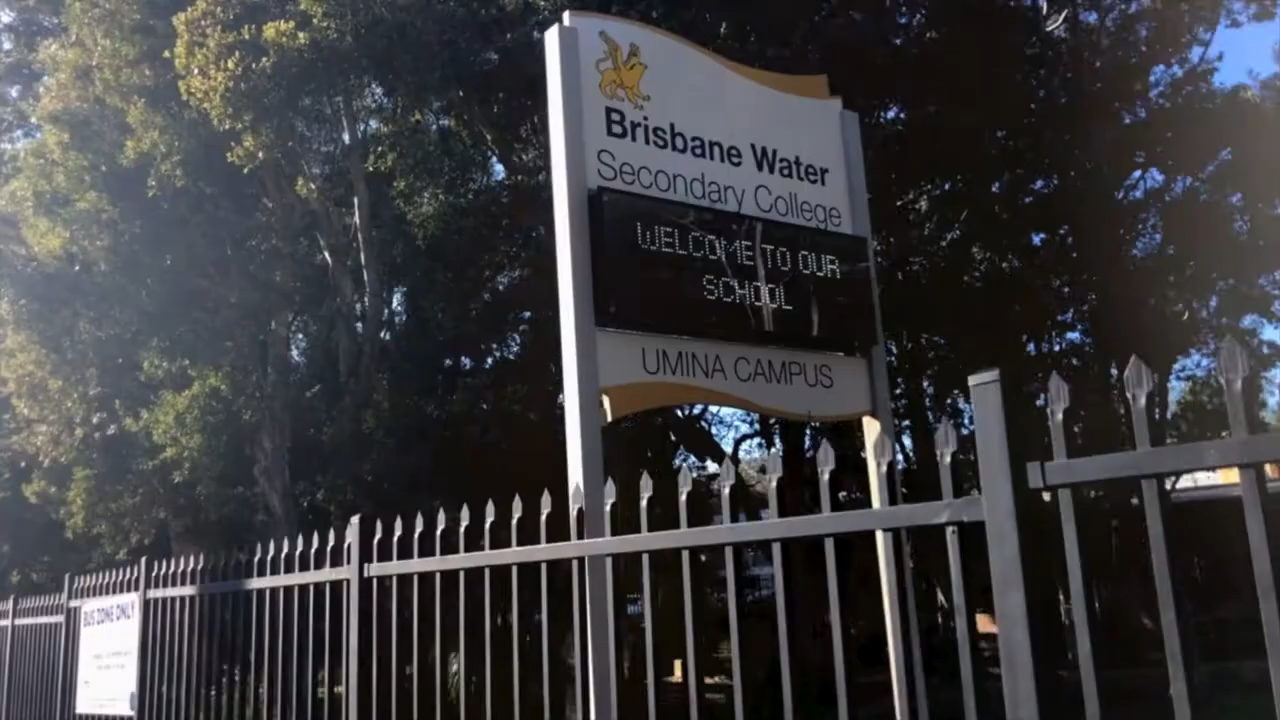 Brisbane Water
Secondary College
WELCOME TO OUR
SCHOOL
UMINA CAMPUS
BUS ZONE ONLY